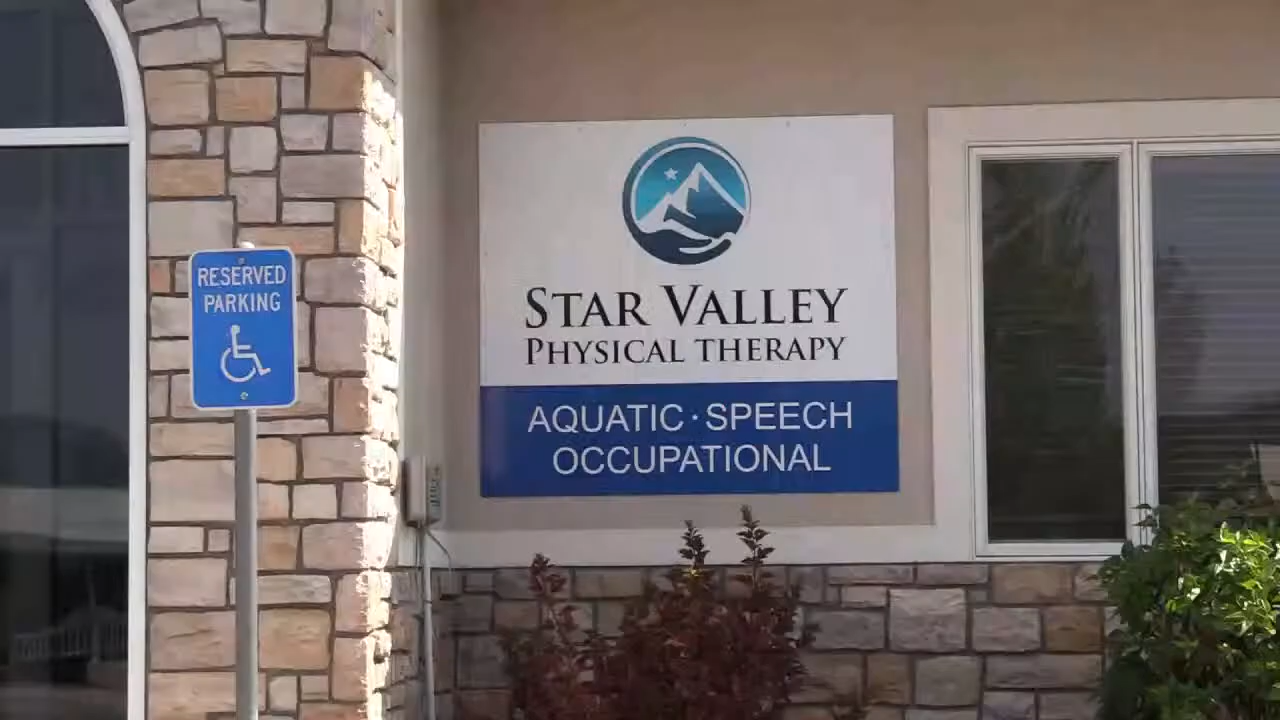 RESERVED
PARKING
STAR VALLEY
PHYSICAL THERAPY
AQUATIC · SPEECH
OCCUPATIONAL